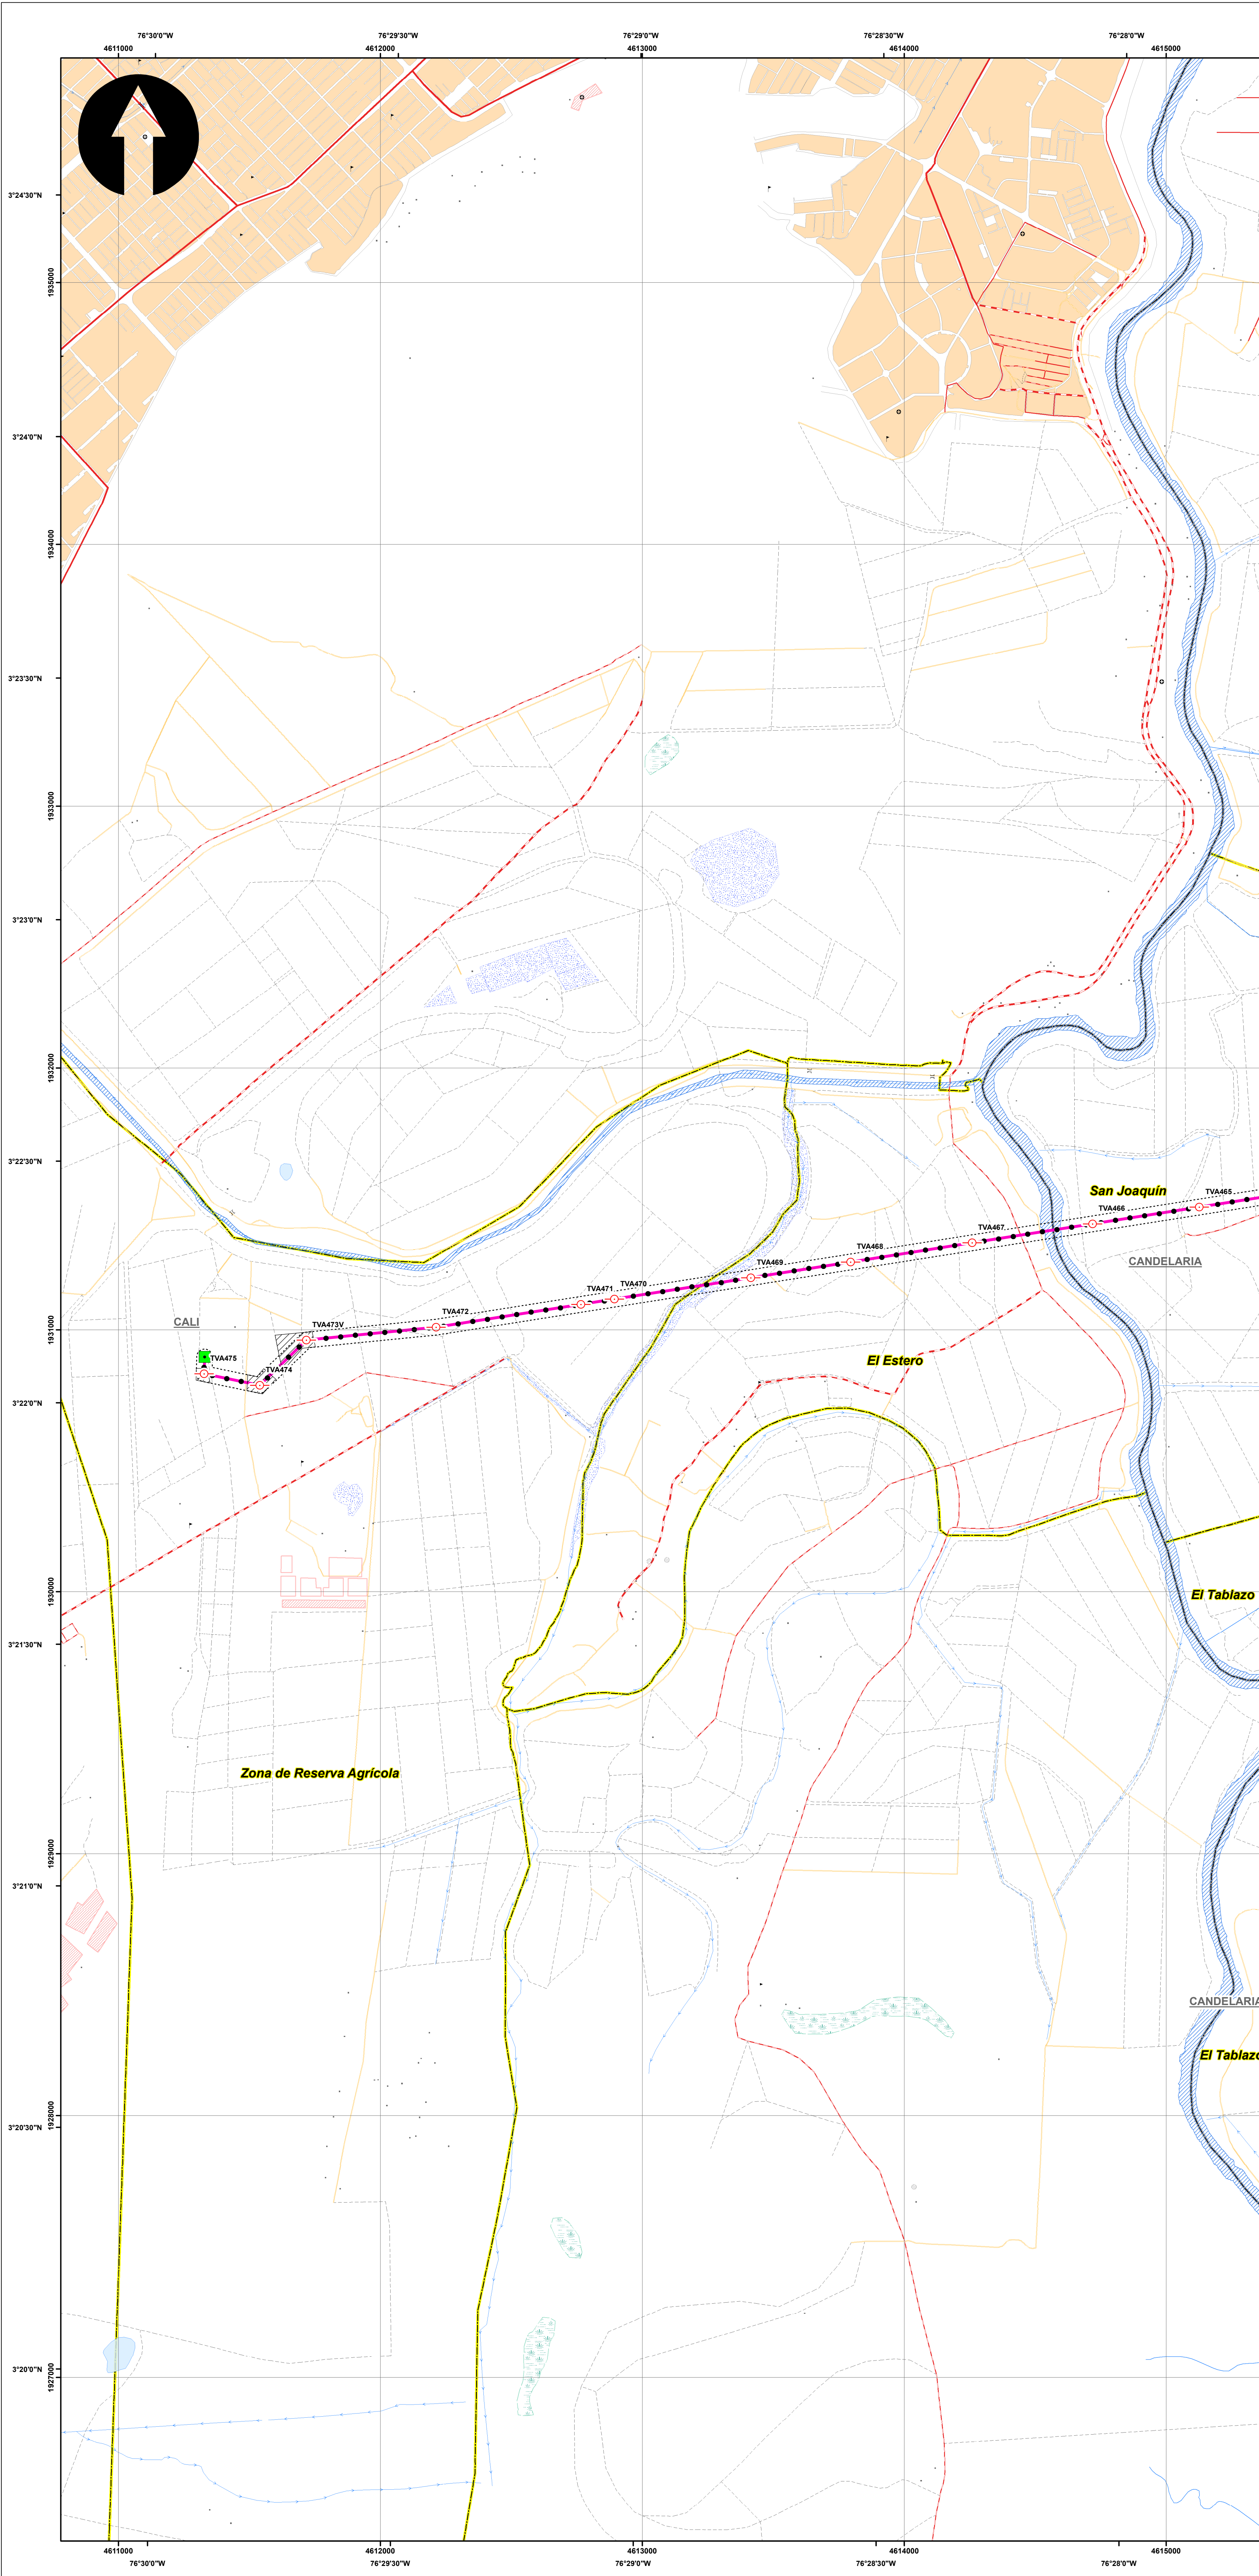 76°30'0"W 76°29'30"W 76°29'0"W 76°28'30"W 76°28'0"W
4611000 4612000 4613000 4614000 4615000
3°24'30"N
1935000
3°24'0"N
1934000
3°23'30"N
1933000
3°23'0"N
1932000
3°22'30"N
San Joaquín
TVA465
TVA466
TVA467
TVA468
CANDELARIA
TVA469
TVA470
TVA471
TVA472
TVA473V
CALI
1931000
TVA475
El Estero
TVA474
3°22'0"N
1930000
El Tablazo
3°21'30"N
Zona de Reserva Agrícola
1929000
3°21'0"N
CANDELARIA
El Tablazo
1928000
3°20'30"N
3°20'0"N
1927000
4611000 4612000 4613000 4614000 4615000
76°30'0"W 76°29'30"W 76°29'0"W 76°28'30"W 76°28'0"W